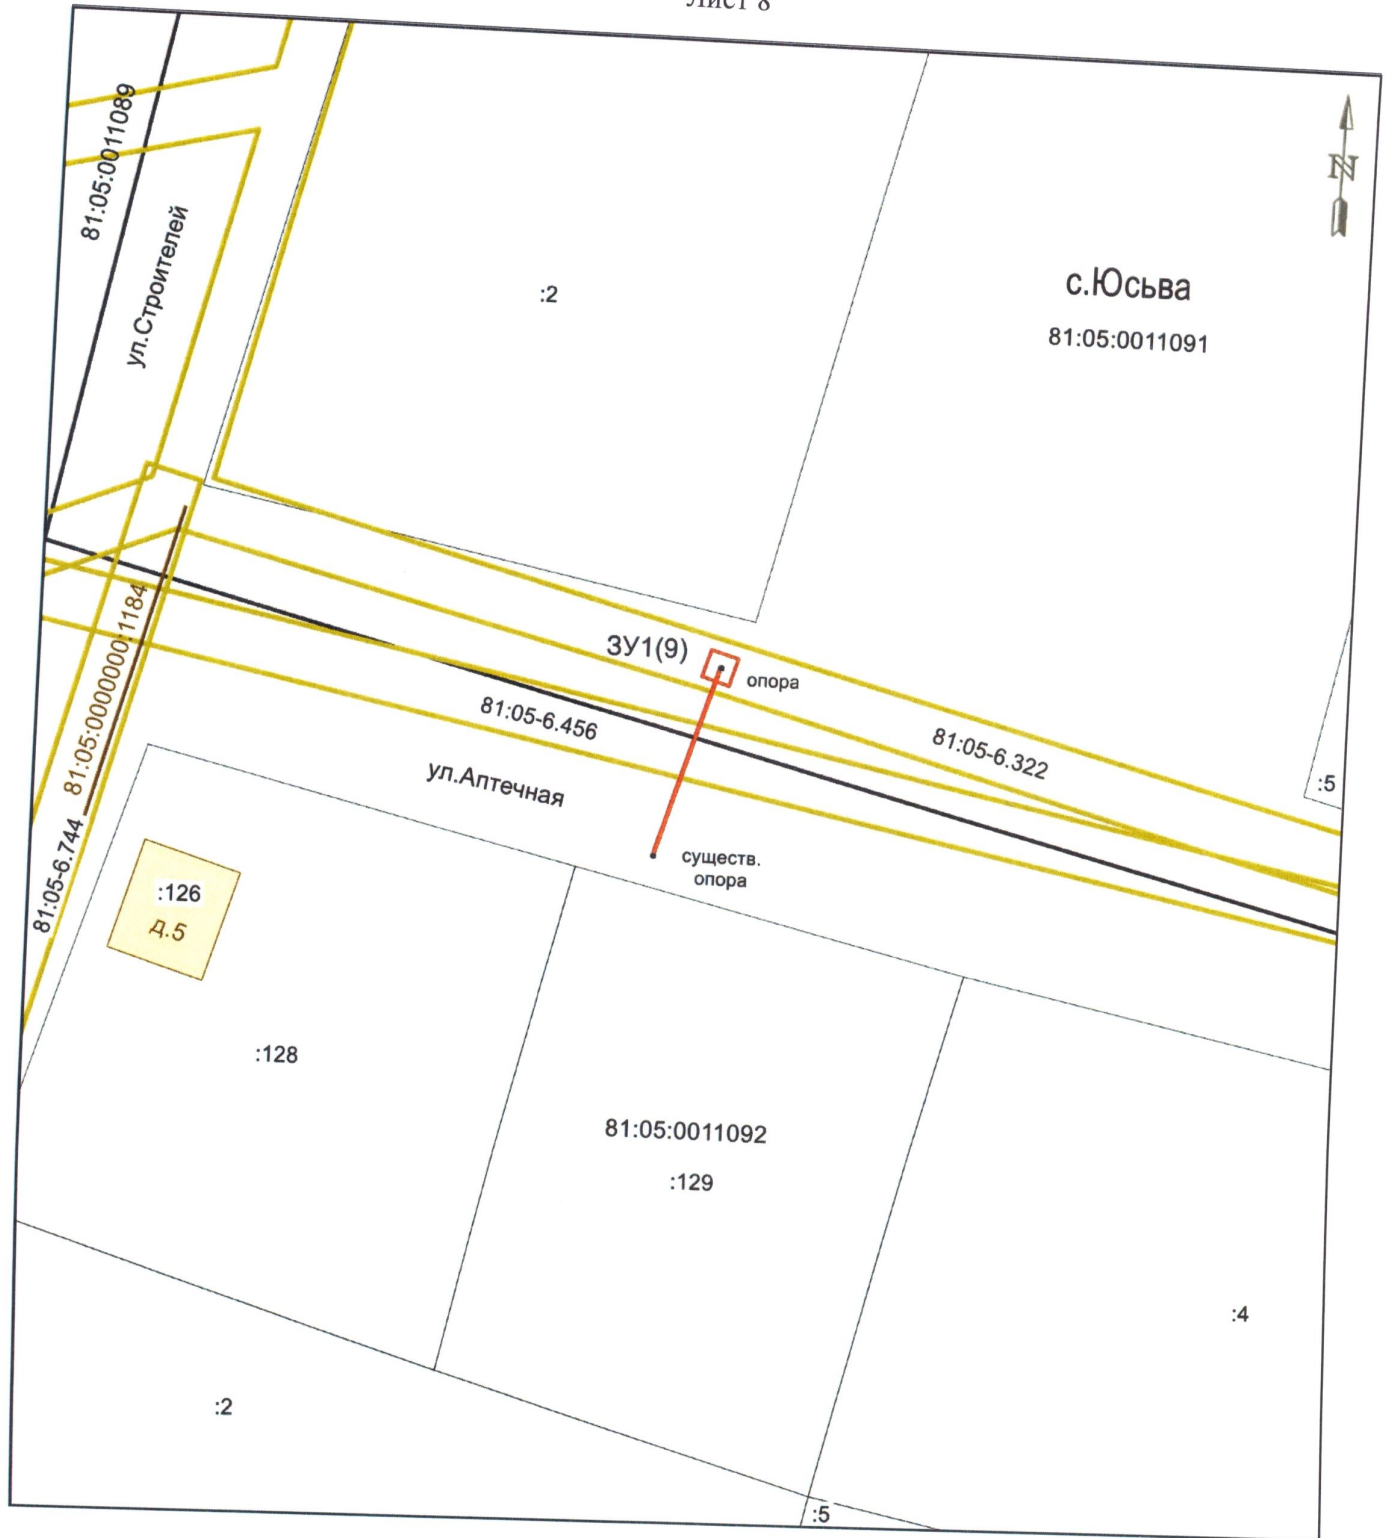 Лист 8
81:05:0011089
ул.Строителей
:2
N
с.Юсьва
81:05:0011091
81:05:0000000:1184
81:05-6.744
ЗУ1(9)
опора
81:05-6.456
81:05-6.322
:5
ул.Аптечная
существ.
опора
:126
д.5
:128
81:05:0011092
:129
:4
:2
:5